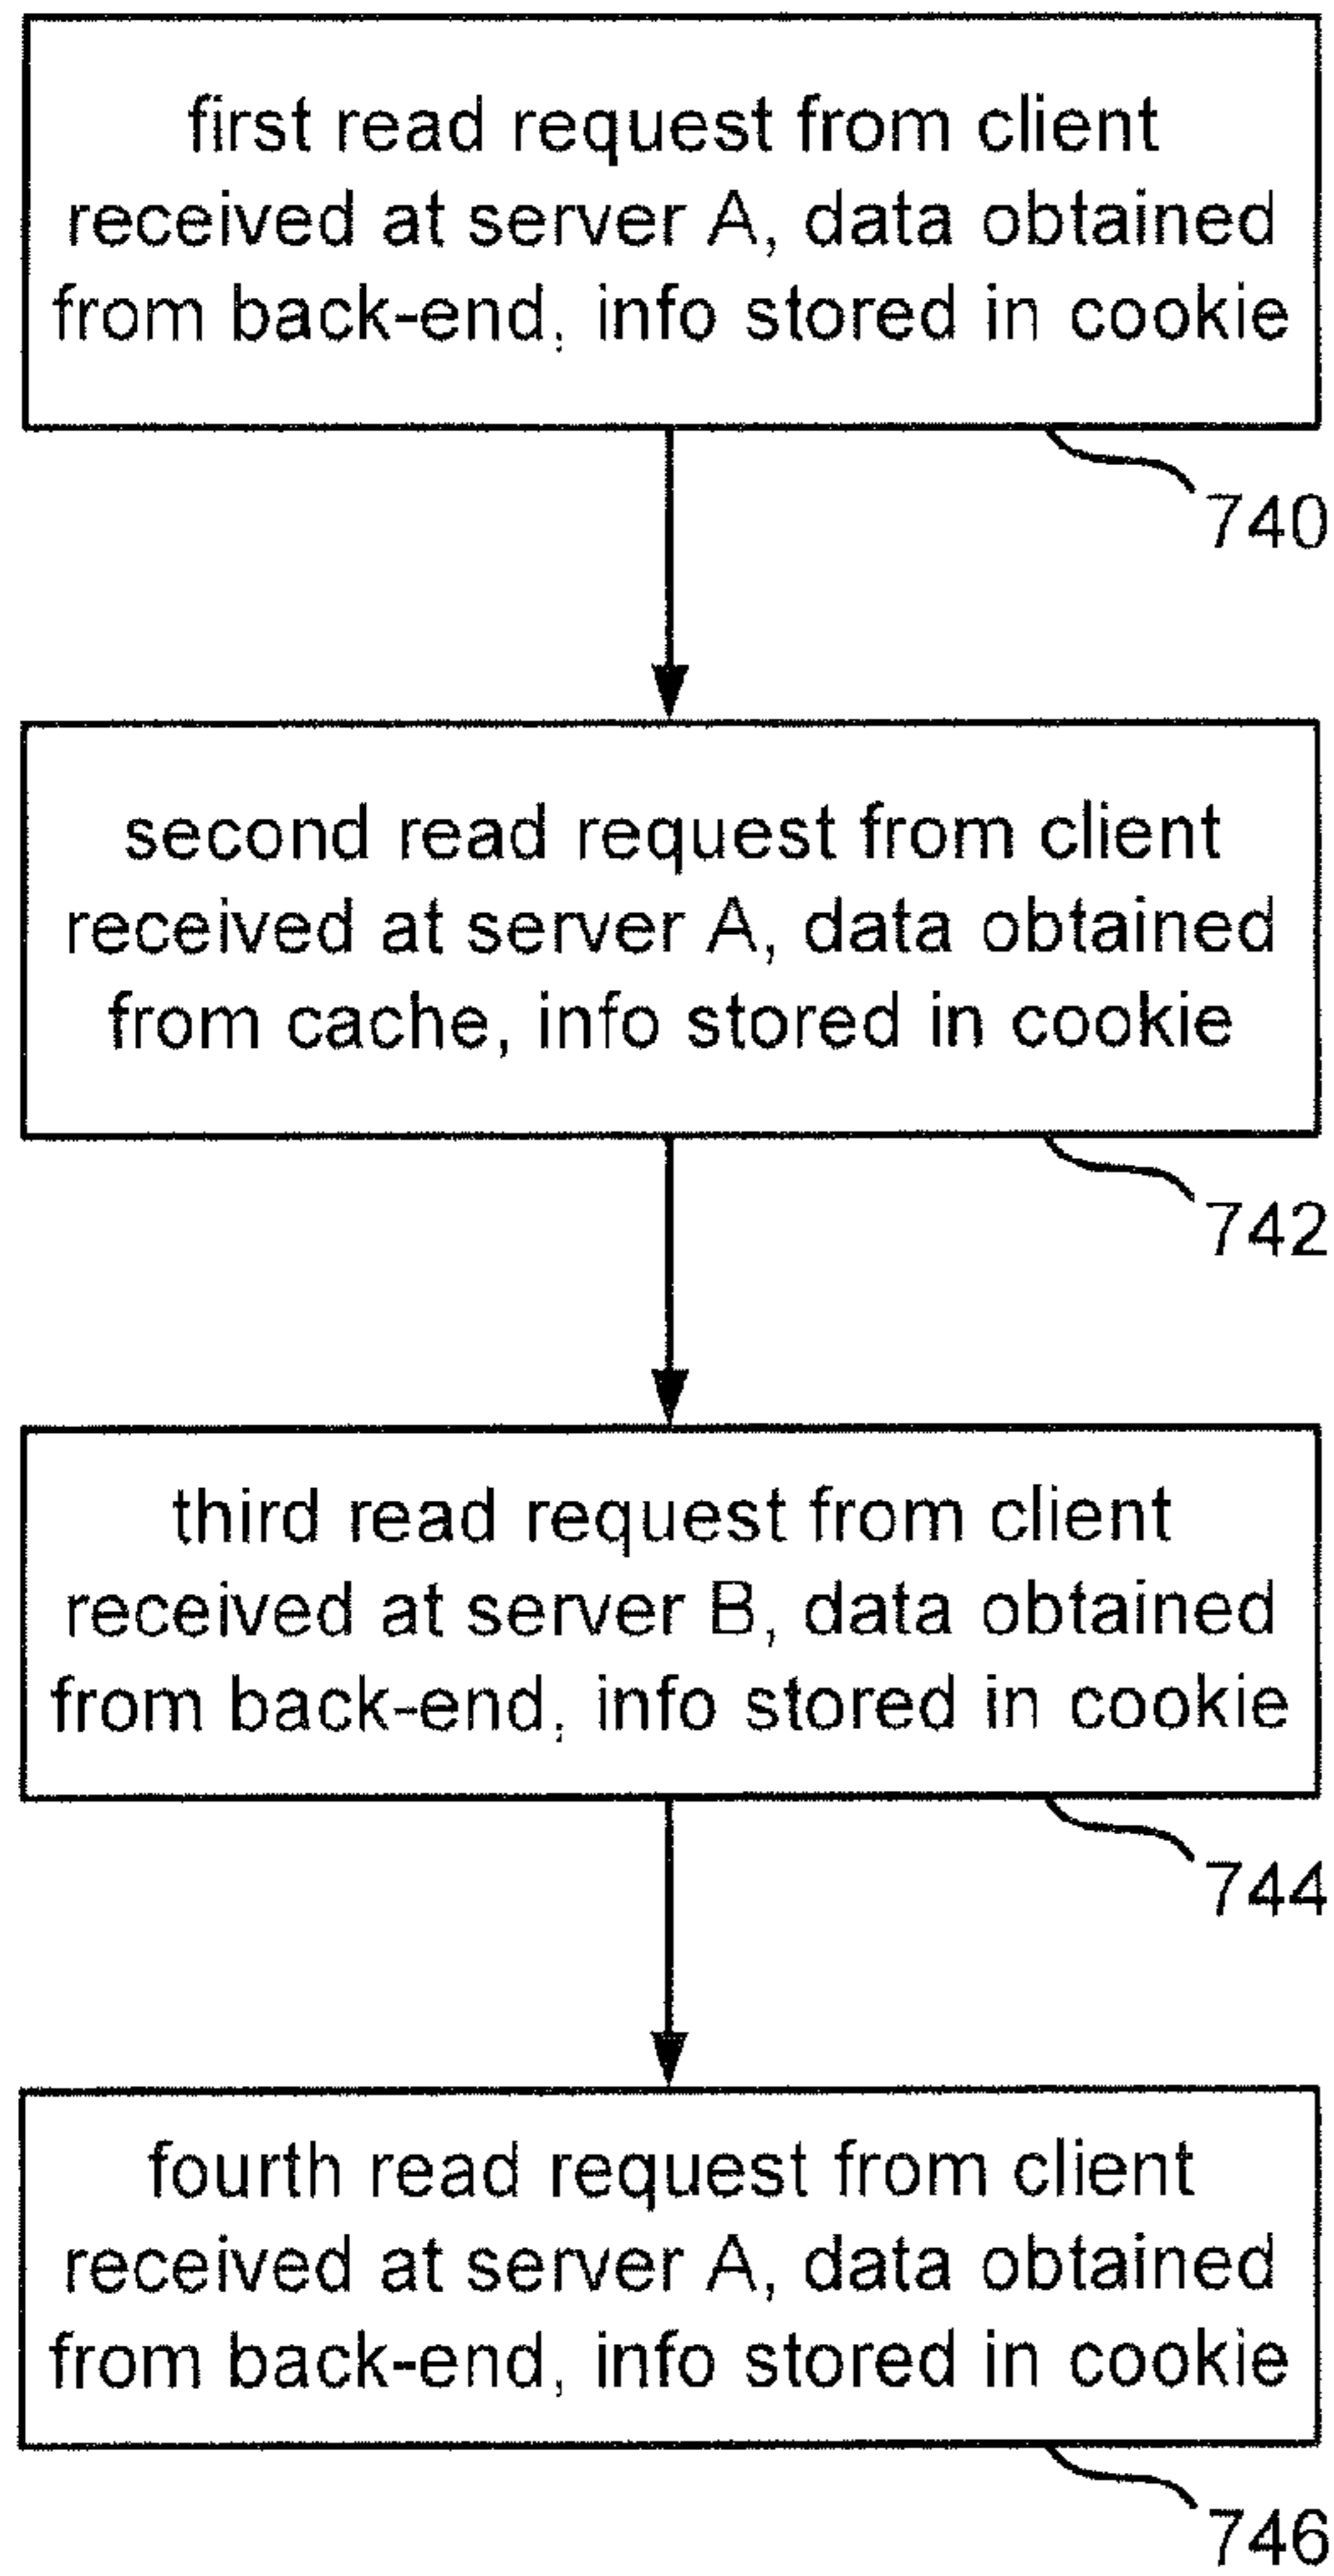 first read request from client
received at server A, data obtained
from back-end, info stored in cookie
740
second read request from client
received at server A, data obtained
from cache, info stored in cookie
742
third read request from client
received at server B, data obtained
from back-end, info stored in cookie
744
fourth read request from client
received at server A, data obtained
from back-end, info stored in cookie
746